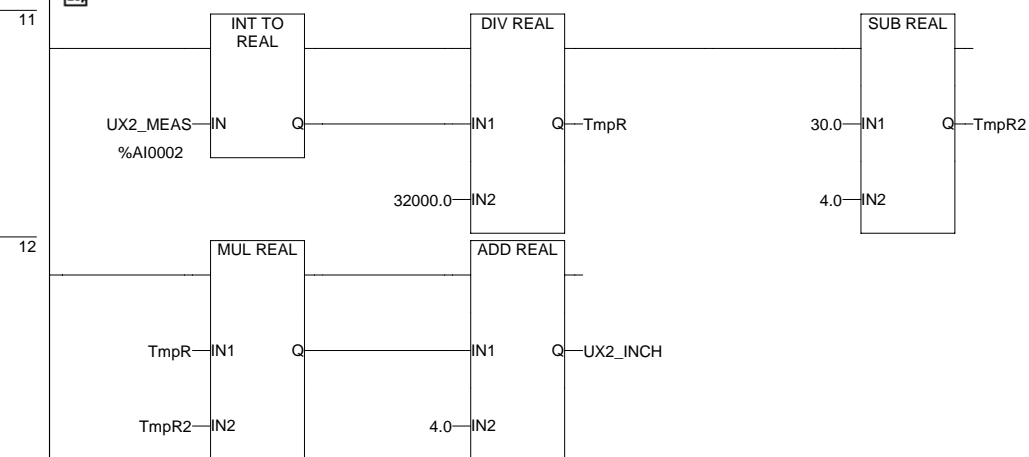 11
INT TO
REAL
DIV REAL
SUB REAL
UX2_MEAS IN Q IN1 Q TmpR 30.0 IN1 Q TmpR2
%AI0002
32000.0 IN2 4.0 IN2
12
MUL REAL ADD REAL
TmpR IN1 Q IN1 Q UX2_INCH
TmpR2 IN2 4.0 IN2